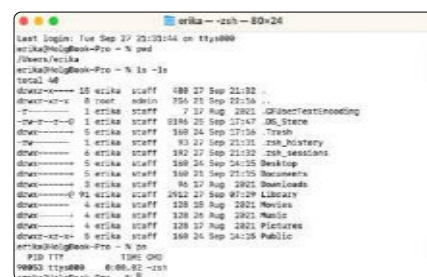 erika — -zsh — 80×24
Last login: Tue Sep 27 21:31:44 on ttys000
erika@HolgBook-Pro ~ % pwd
/Users/erika
erika@HolgBook-Pro ~ % ls -la
total 40
drwxr-x---+ 15 erika staff 480 27 Sep 21:32 .
drwxr-xr-x 8 root admin 256 21 Sep 22:16 ..
-r-------- 1 erika staff 7 17 Aug 2021 .CFUserTextEncoding
-rw-r--r--@ 1 erika staff 8196 25 Sep 17:47 .DS_Store
drwx------+ 5 erika staff 160 24 Sep 17:16 .Trash
-rw------- 1 erika staff 93 27 Sep 21:31 .zsh_history
drwx------ 6 erika staff 192 27 Sep 21:32 .zsh_sessions
drwx------+ 5 erika staff 160 24 Sep 14:15 Desktop
drwx------+ 5 erika staff 160 21 Sep 21:15 Documents
drwx------+ 3 erika staff 96 17 Aug 2021 Downloads
drwx------@ 91 erika staff 2912 27 Sep 07:29 Library
drwx------ 4 erika staff 128 18 Aug 2021 Movies
drwx------+ 4 erika staff 128 26 Aug 2021 Music
drwx------+ 4 erika staff 128 17 Aug 2021 Pictures
drwxr-xr-x+ 5 erika staff 160 24 Sep 14:15 Public
erika@HolgBook-Pro ~ % ps
PID TTY TIME CMD
90053 ttys000 0:00.02 -zsh